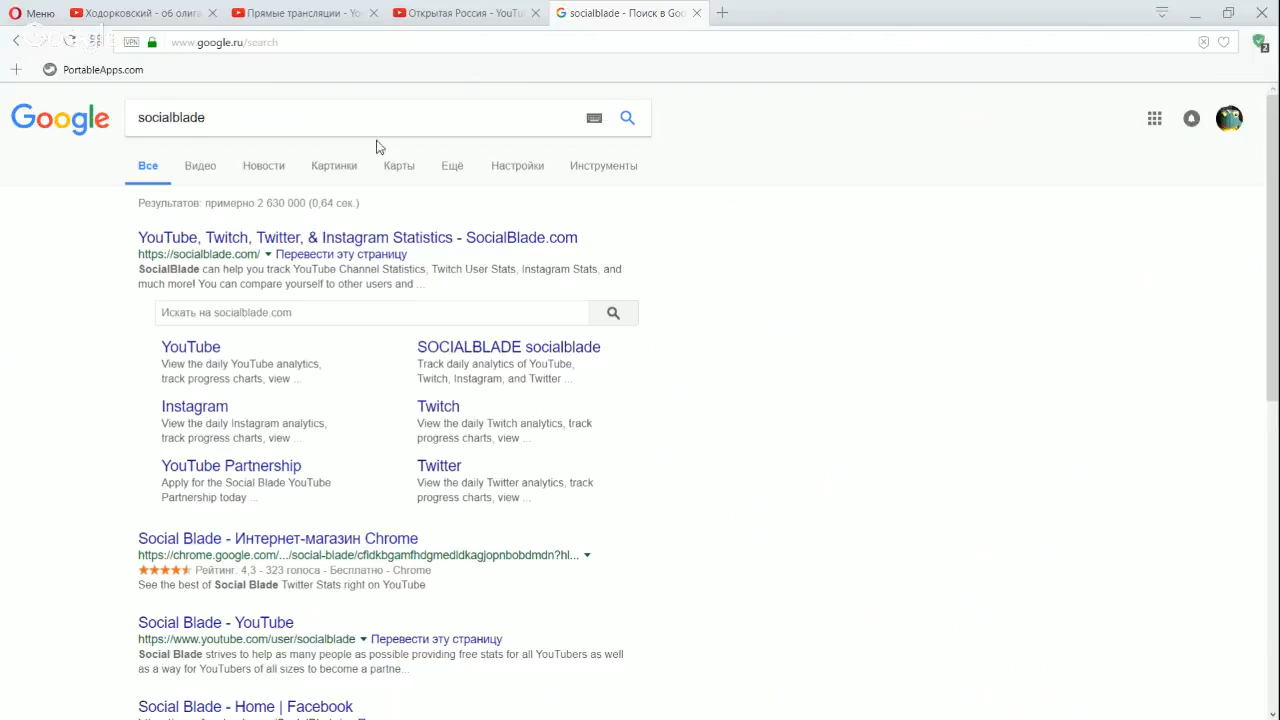 Меню
Ходорковский - об олига
Прямые трансляции - Yo
Открытая Россия - YouTu
socialblade - Поиск в Goo
VPN
www.google.ru/search
2
PortableApps.com
Google
socialblade
Все Видео Новости Картинки Карты Ещё Настройки Инструменты
Результатов: примерно 2 630 000 (0,64 сек.)
YouTube, Twitch, Twitter, & Instagram Statistics - SocialBlade.com
https://socialblade.com/ Перевести эту страницу
SocialBlade can help you track YouTube Channel Statistics, Twitch User Stats, Instagram Stats, and
much more! You can compare yourself to other users and ...
Искать на socialblade.com
YouTube
View the daily YouTube analytics,
track progress charts, view ...
SOCIALBLADE socialblade
Track daily analytics of YouTube,
Twitch, Instagram, and Twitter ...
Instagram
View the daily Instagram analytics,
track progress charts, view ...
Twitch
View the daily Twitch analytics, track
progress charts, view ...
YouTube Partnership
Apply for the Social Blade YouTube
Partnership today ...
Twitter
View the daily Twitter analytics, track
progress charts, view ...
Social Blade - Интернет-магазин Chrome
https://chrome.google.com/.../social-blade/cfidkbgamfhdgmedldkagjopnbobdmdn?hl...
Рейтинг: 4,3 - 323 голоса - Бесплатно - Chrome
See the best of Social Blade Twitter Stats right on YouTube
Social Blade - YouTube
https://www.youtube.com/user/socialblade Перевести эту страницу
Social Blade strives to help as many people as possible providing free stats for all YouTubers as well
as a way for YouTubers of all sizes to become a partne...
Social Blade - Home | Facebook